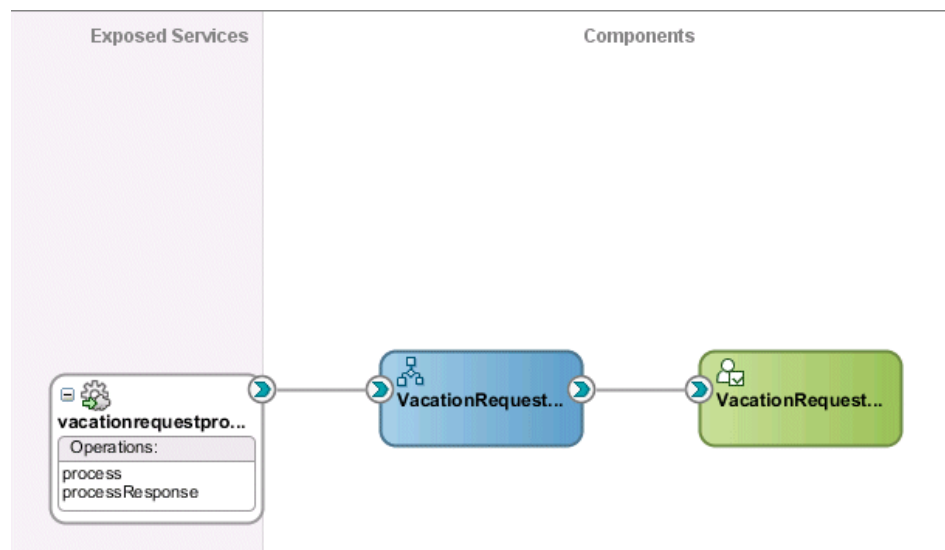 Exposed Services
Components
vacationrequestpro...
Operations:
process
processResponse
VacationRequest...
VacationRequest...